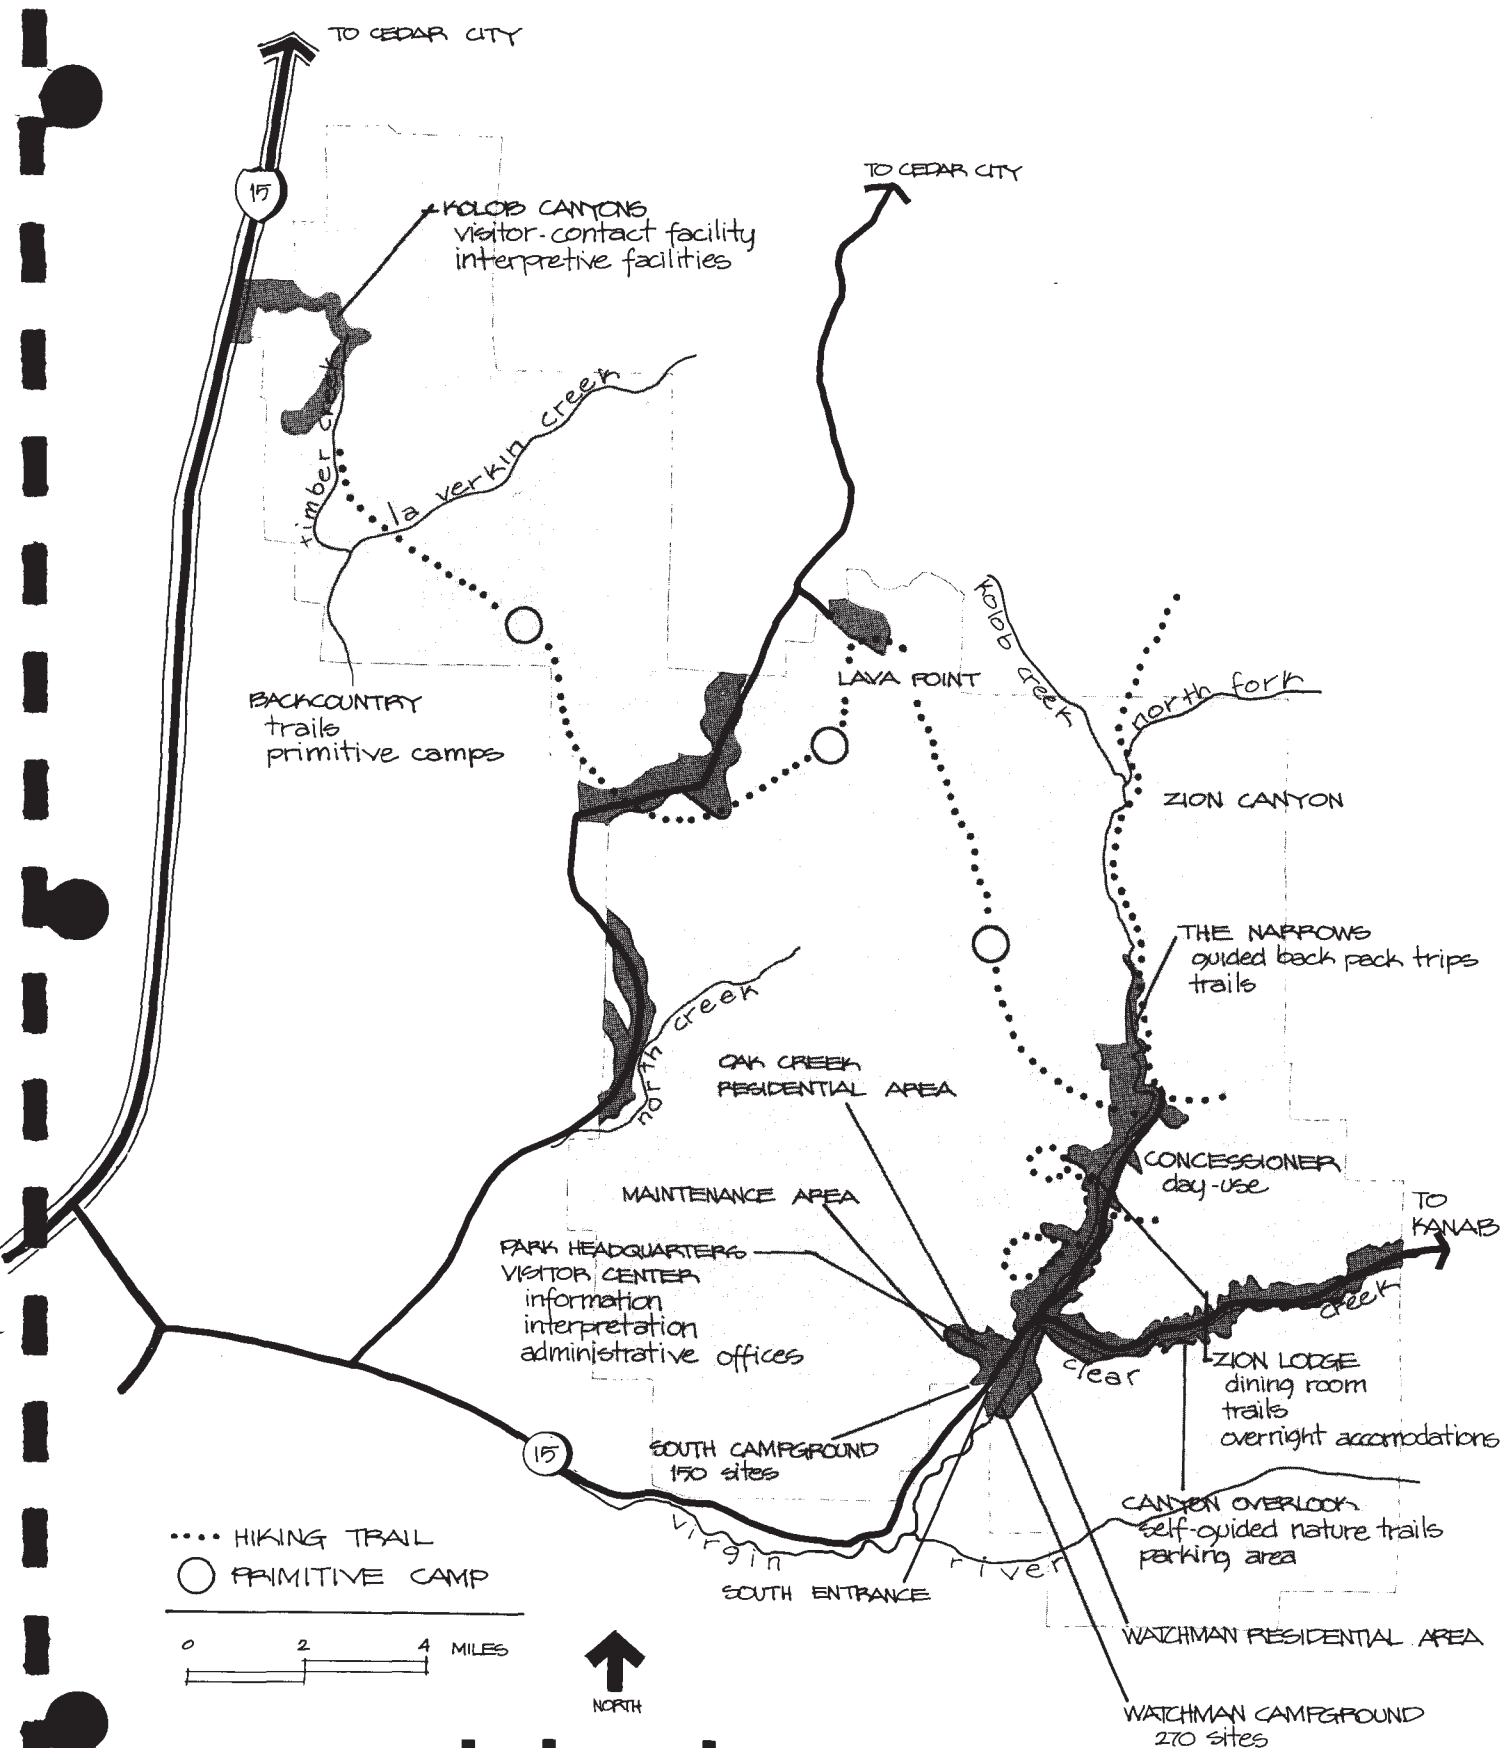 TO CEDAR CITY
15
TO CEDAR CITY
KOLOB CANYONS
visitor-contact facility
interpretive facilities
timber creek
la verkin creek
BACKCOUNTRY
trails
primitive camps
LAVA POINT
kolob creek
north fork
ZION CANYON
THE NARROWS
guided back pack trips
trails
north creek
OAK CREEK
RESIDENTIAL AREA
MAINTENANCE AREA
CONCESSIONER
day-use
TO
KANAB
PARK HEADQUARTERS
VISITOR CENTER
information
interpretation
administrative offices
clear creek
ZION LODGE
dining room
trails
overnight accomodations
15
SOUTH CAMPGROUND
150 sites
CANYON OVERLOOK
self-guided nature trails
parking area
virgin river
SOUTH ENTRANCE
WATCHMAN RESIDENTIAL AREA
WATCHMAN CAMPGROUND
270 sites
HIKING TRAIL
PRIMITIVE CAMP
0 2 4 MILES
NORTH